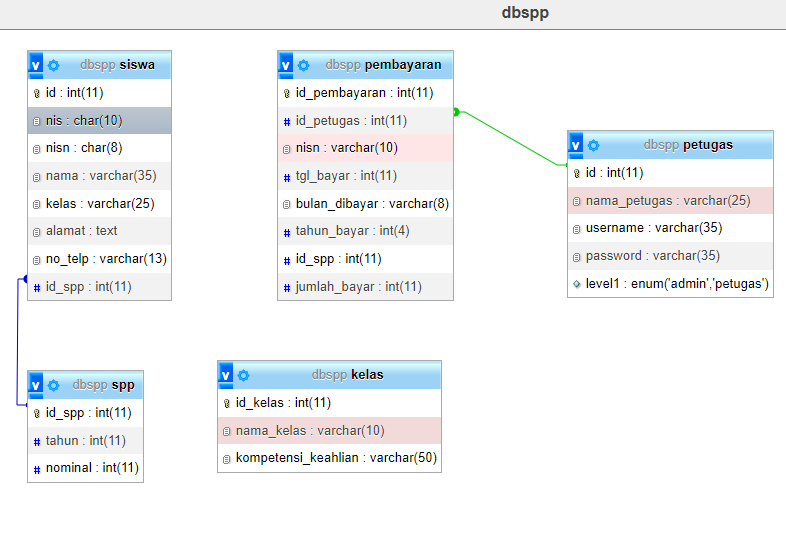 dbspp
v dbspp siswa
id : int(11)
nis : char(10)
nisn : char(8)
nama : varchar(35)
kelas : varchar(25)
alamat : text
no_telp : varchar(13)
# id_spp : int(11)
v dbspp pembayaran
id_pembayaran : int(11)
# id_petugas : int(11)
nisn : varchar(10)
# tgl_bayar : int(11)
bulan_dibayar : varchar(8)
# tahun_bayar : int(4)
# id_spp : int(11)
# jumlah_bayar : int(11)
v dbspp petugas
id : int(11)
nama_petugas : varchar(25)
username : varchar(35)
password : varchar(35)
level1 : enum('admin','petugas')
v dbspp spp
id_spp : int(11)
# tahun : int(11)
# nominal : int(11)
v dbspp kelas
id_kelas : int(11)
nama_kelas : varchar(10)
kompetensi_keahlian : varchar(50)